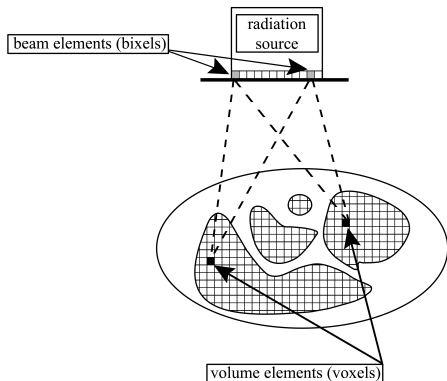 radiation
source
beam elements (bixels)
volume elements (voxels)